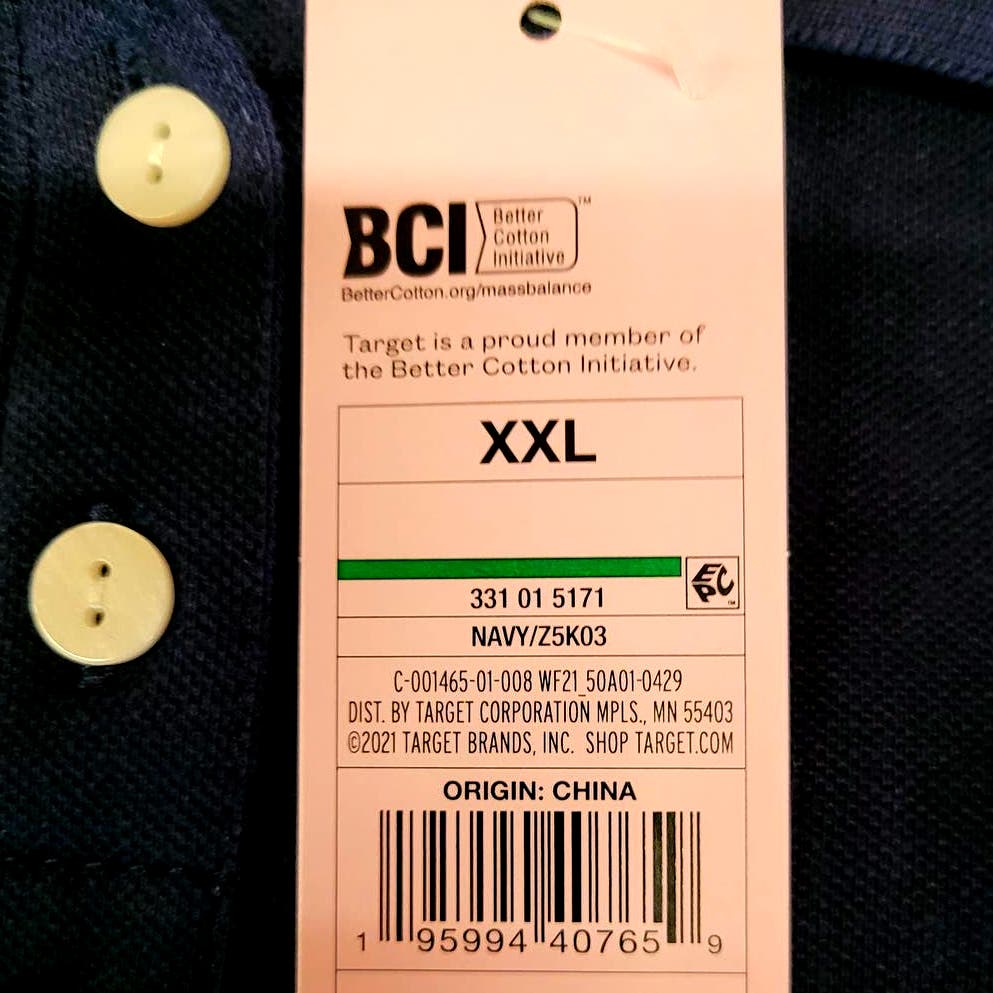 BCI
Better
Cotton
Initiative
™
BetterCotton.org/massbalance
Target is a proud member of
the Better Cotton Initiative.
XXL
EPC™
331 01 5171
NAVY/Z5K03
C-001465-01-008 WF21_50A01-0429
DIST. BY TARGET CORPORATION MPLS., MN 55403
©2021 TARGET BRANDS, INC. SHOP TARGET.COM
ORIGIN: CHINA
1 95994 40765 9